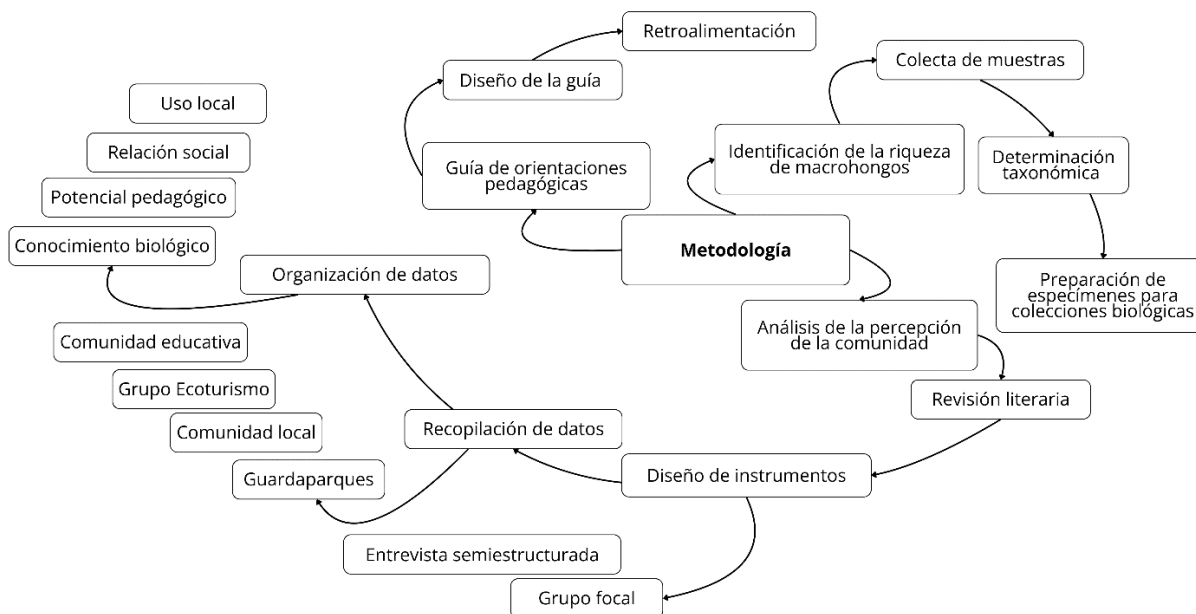 Retroalimentación
Colecta de muestras
Diseño de la guía
Uso local
Relación social
Identificación de la riqueza
de macrohongos
Determinación
taxonómica
Guía de orientaciones
pedagógicas
Potencial pedagógico
Conocimiento biológico
Metodología
Organización de datos
Preparación de
especímenes para
colecciones biológicas
Análisis de la percepción
de la comunidad
Comunidad educativa
Grupo Ecoturismo
Revisión literaria
Comunidad local
Recopilación de datos
Guardaparques
Diseño de instrumentos
Entrevista semiestructurada
Grupo focal